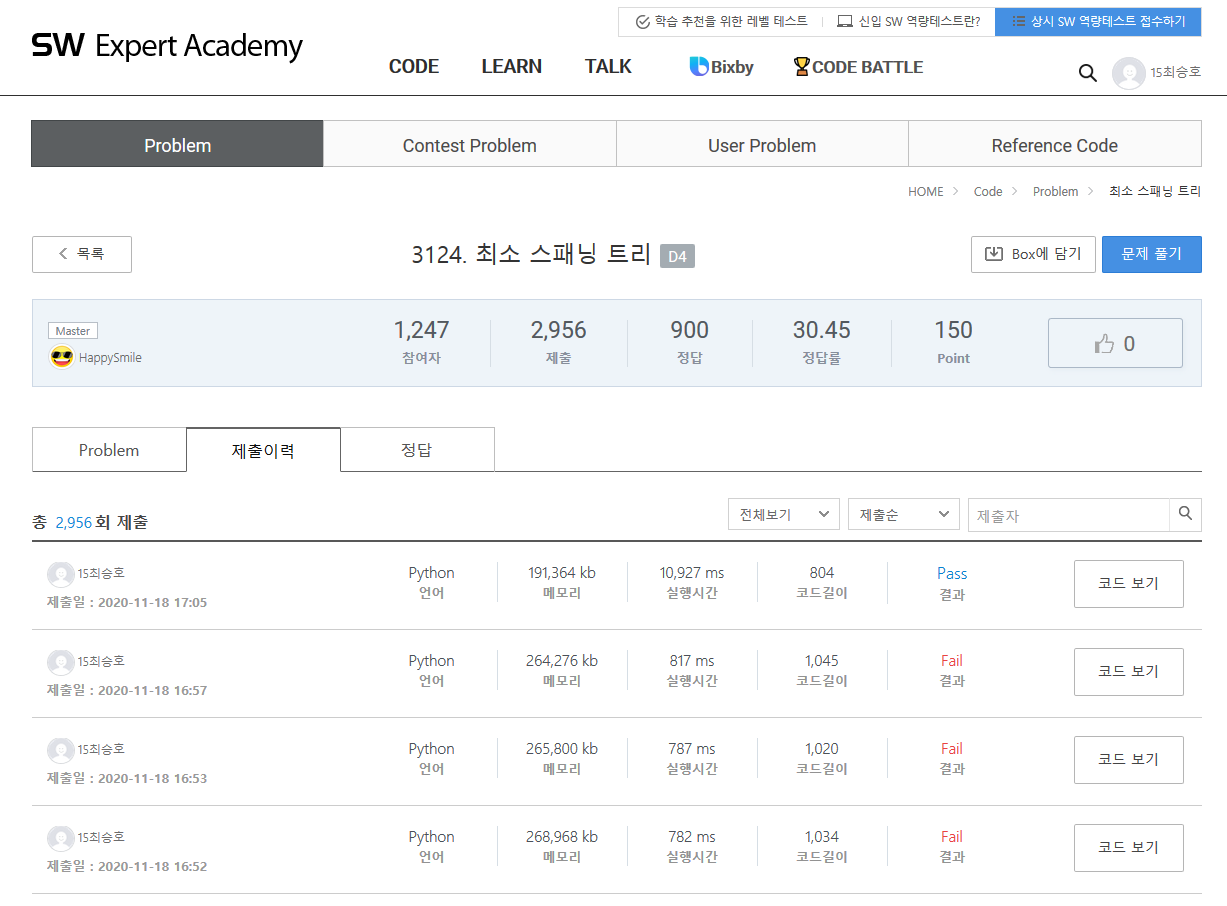 학습 추천을 위한 레벨 테스트 신입 SW 역량테스트란? 상시 SW 역량테스트 접수하기
SW Expert Academy
CODE LEARN TALK Bixby CODE BATTLE
15최승호
Problem Contest Problem User Problem Reference Code
HOME Code Problem 최소 스패닝 트리
목록 3124. 최소 스패닝 트리 D4 Box에 담기 문제 풀기
Master
HappySmile
1,247 2,956 900 30.45 150
참여자 제출 정답 정답률 Point
0
Problem 제출이력 정답
총 2,956 회 제출 전체보기 제출순 제출자
15최승호 Python 191,364 kb 10,927 ms 804 Pass
언어 메모리 실행시간 코드길이 결과 코드 보기
제출일 : 2020-11-18 17:05
15최승호 Python 264,276 kb 817 ms 1,045 Fail
언어 메모리 실행시간 코드길이 결과 코드 보기
제출일 : 2020-11-18 16:57
15최승호 Python 265,800 kb 787 ms 1,020 Fail
언어 메모리 실행시간 코드길이 결과 코드 보기
제출일 : 2020-11-18 16:53
15최승호 Python 268,968 kb 782 ms 1,034 Fail
언어 메모리 실행시간 코드길이 결과 코드 보기
제출일 : 2020-11-18 16:52